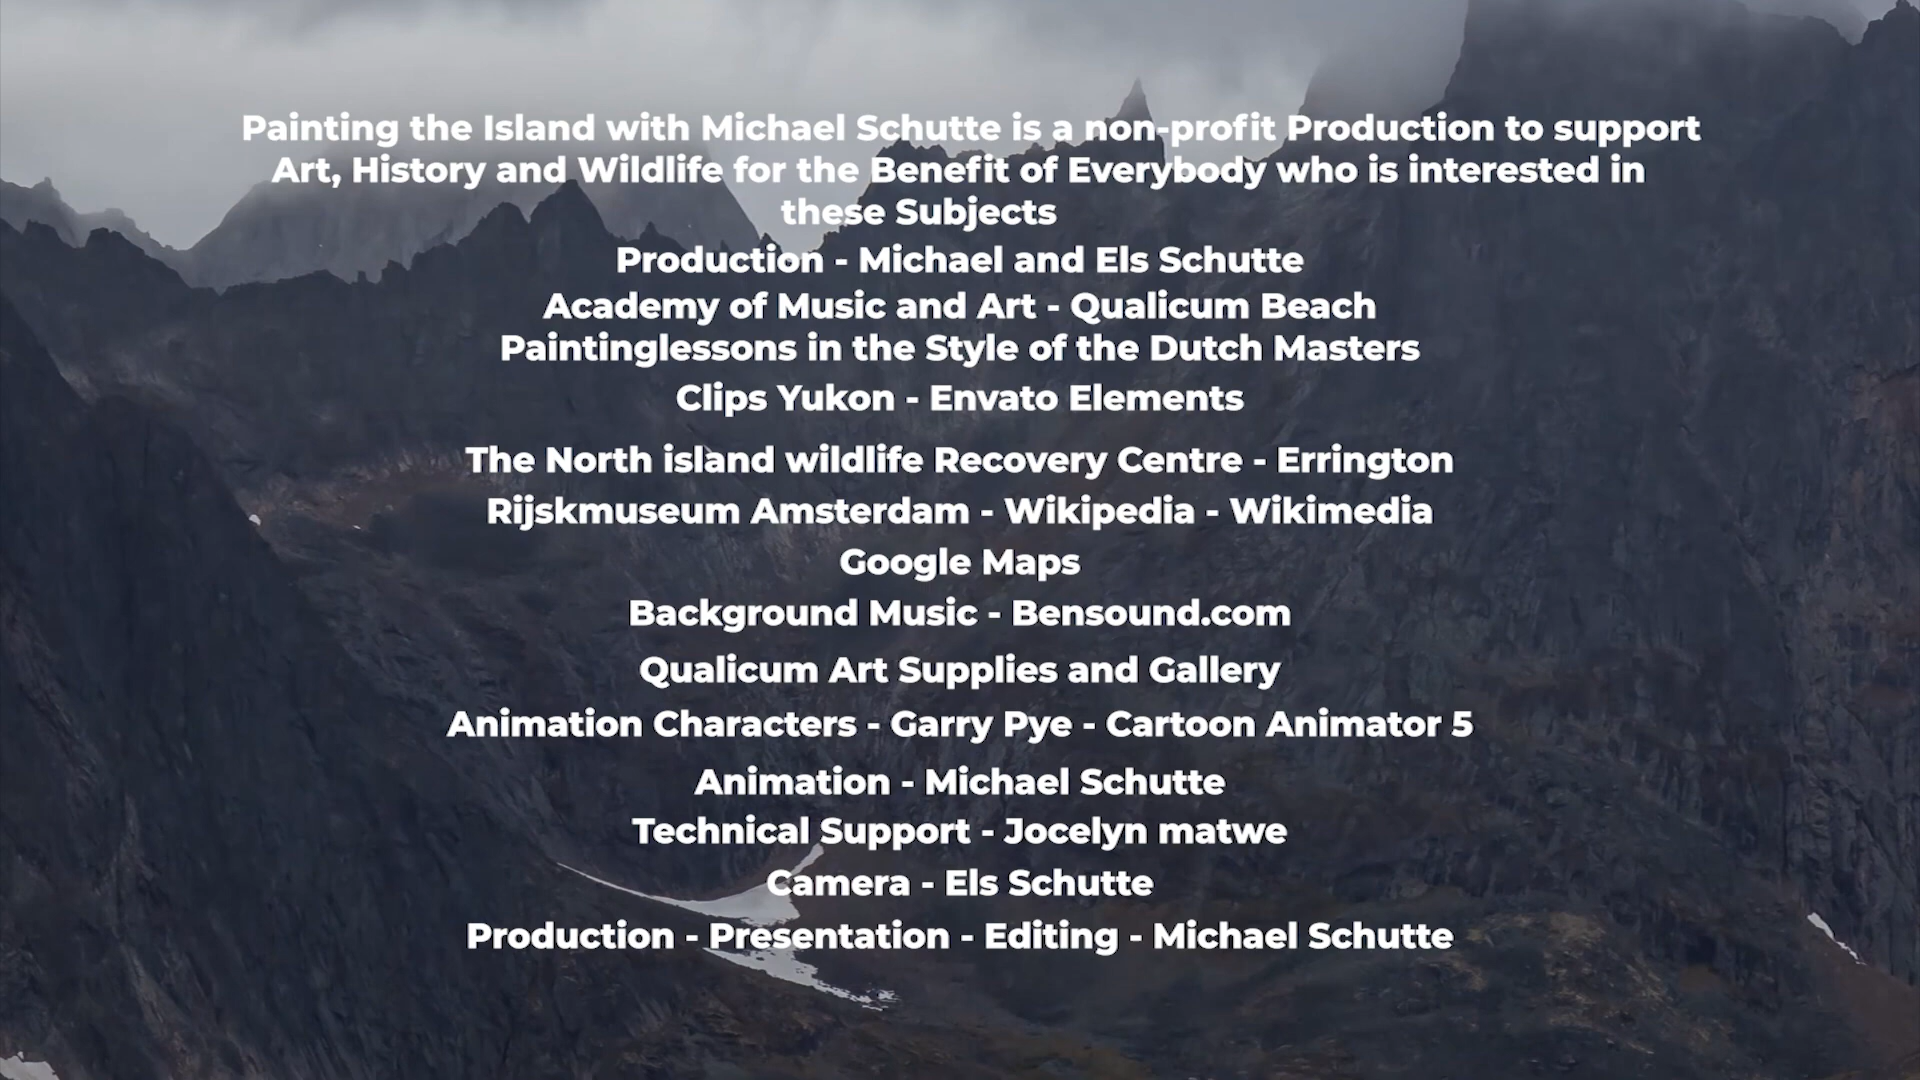 Painting the Island with Michael Schutte is a non-profit Production to support
Art, History and Wildlife for the Benefit of Everybody who is interested in
these Subjects
Production - Michael and Els Schutte
Academy of Music and Art - Qualicum Beach
Paintinglessons in the Style of the Dutch Masters
Clips Yukon - Envato Elements
The North island wildlife Recovery Centre - Errington
Rijskmuseum Amsterdam - Wikipedia - Wikimedia
Google Maps
Background Music - Bensound.com
Qualicum Art Supplies and Gallery
Animation Characters - Garry Pye - Cartoon Animator 5
Animation - Michael Schutte
Technical Support - Jocelyn matwe
Camera - Els Schutte
Production - Presentation - Editing - Michael Schutte